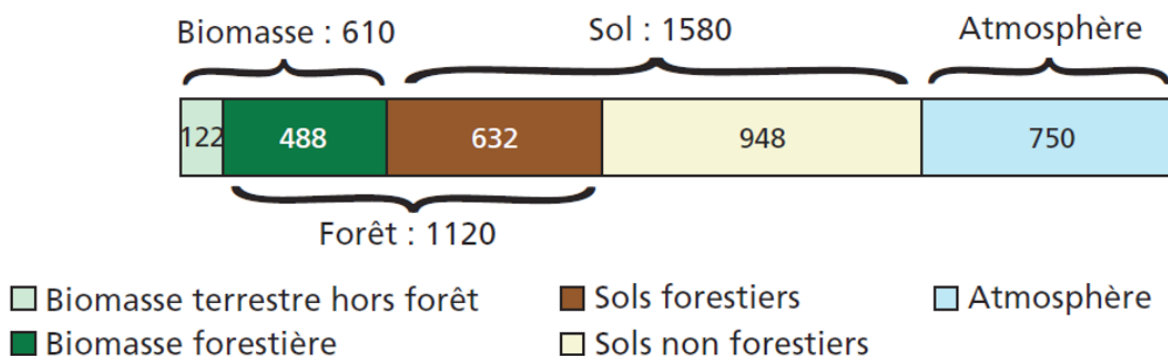 Biomasse : 610 Sol : 1580 Atmosphère
122 488 632 948 750
Forêt : 1120
Biomasse terrestre hors forêt Sols forestiers Atmosphère
Biomasse forestière Sols non forestiers